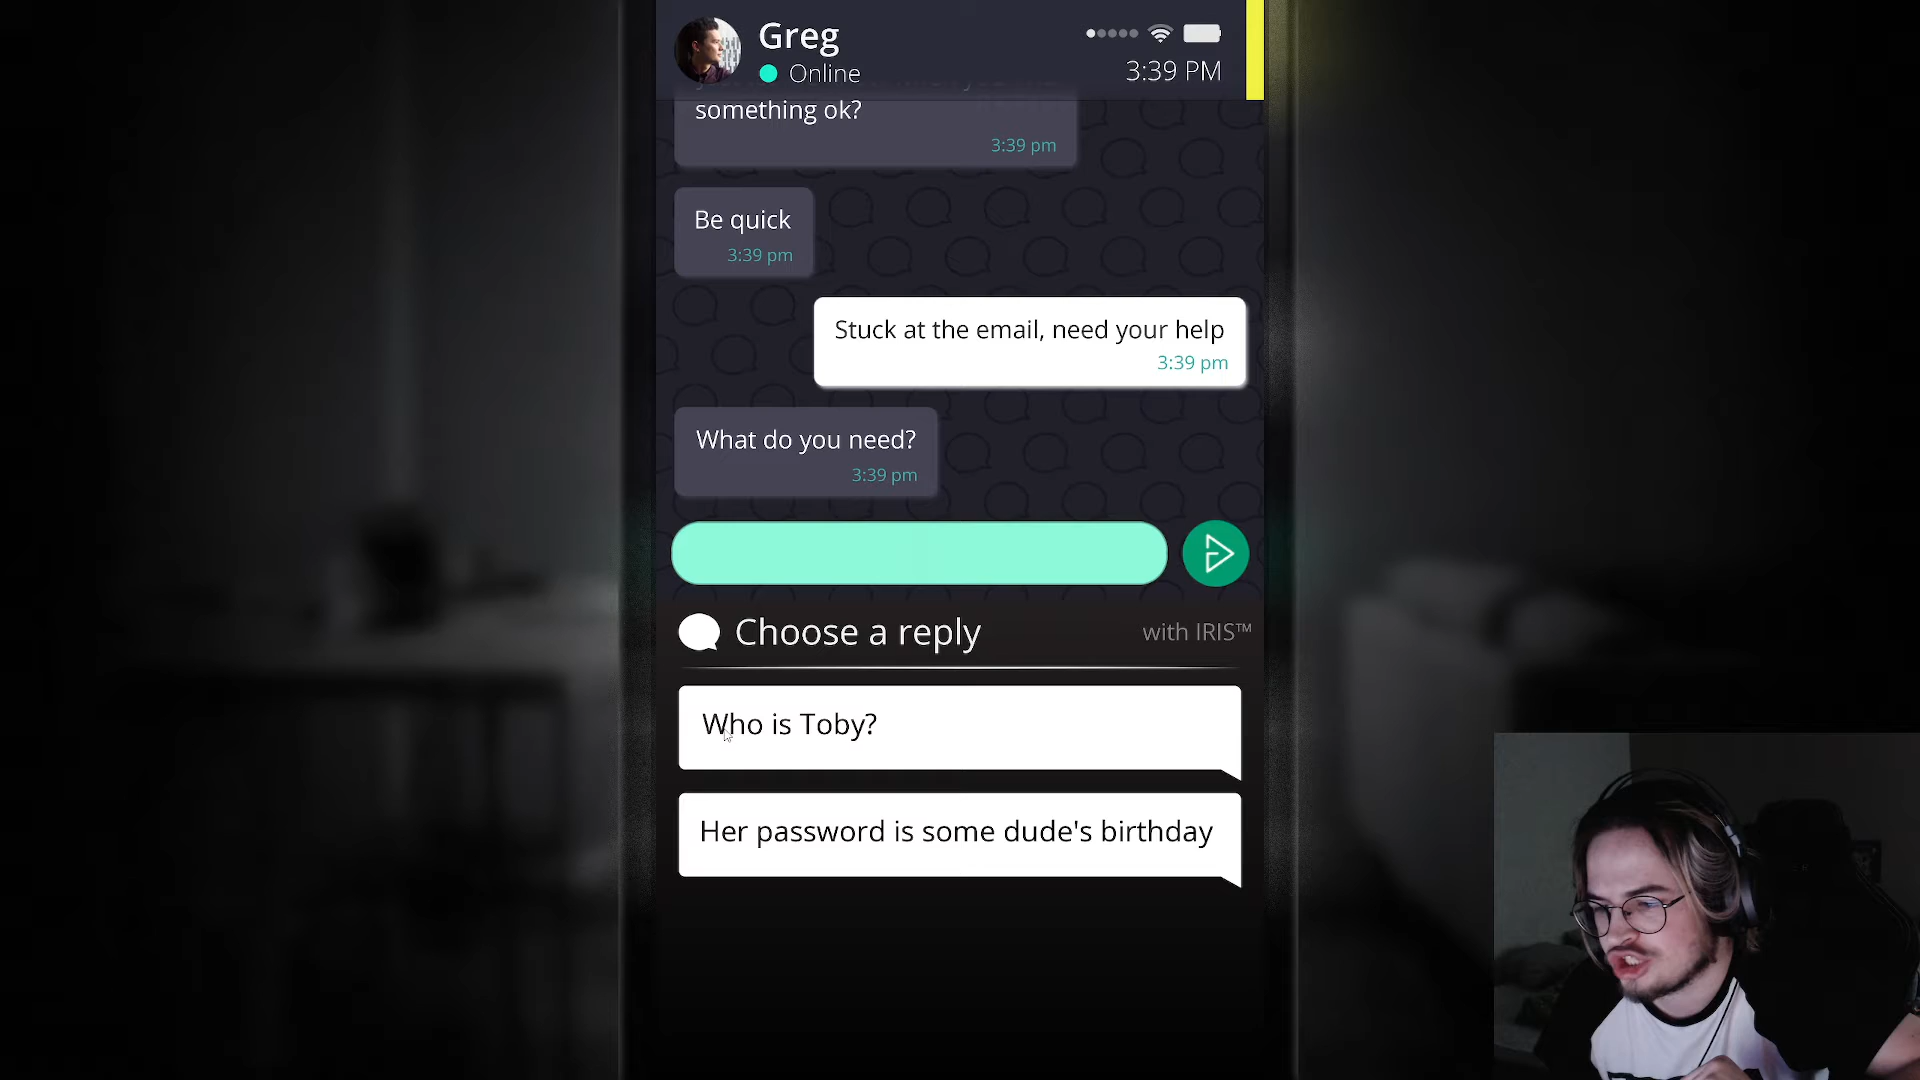 Greg
Online
3:39 PM
something ok?
3:39 pm
Be quick
3:39 pm
Stuck at the email, need your help
3:39 pm
What do you need?
3:39 pm
Choose a reply
with IRIS™
Who is Toby?
Her password is some dude's birthday